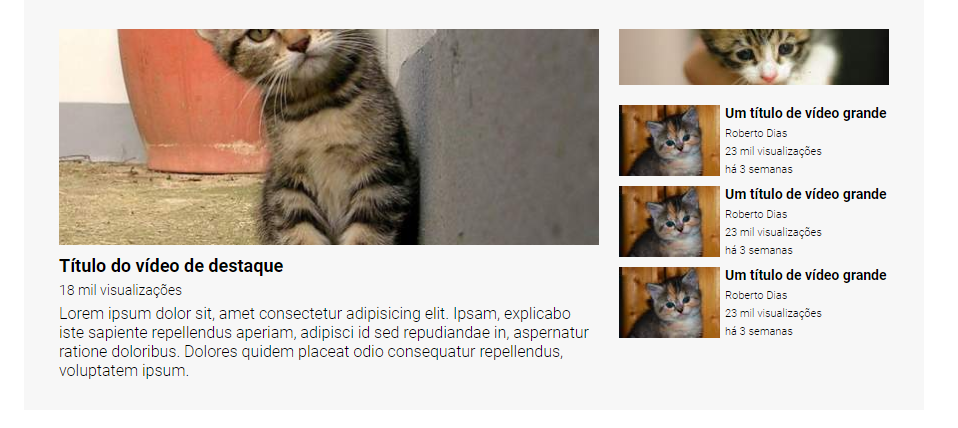 Título do vídeo de destaque
18 mil visualizações
Lorem ipsum dolor sit, amet consectetur adipisicing elit. Ipsam, explicabo
iste sapiente repellendus aperiam, adipisci id sed repudiandae in, aspernatur
ratione doloribus. Dolores quidem placeat odio consequatur repellendus,
voluptatem ipsum.
Um título de vídeo grande
Roberto Dias
23 mil visualizações
há 3 semanas
Um título de vídeo grande
Roberto Dias
23 mil visualizações
há 3 semanas
Um título de vídeo grande
Roberto Dias
23 mil visualizações
há 3 semanas